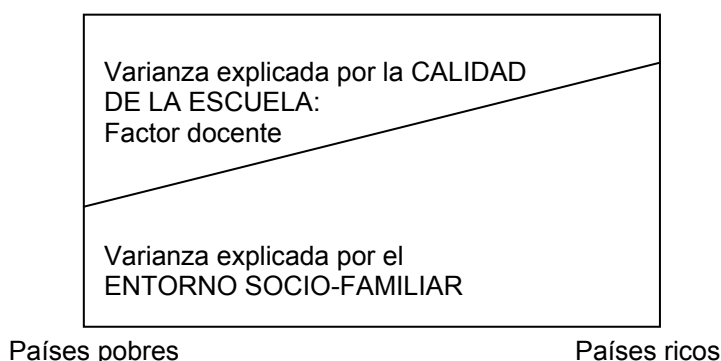 Varianza explicada por la CALIDAD
DE LA ESCUELA:
Factor docente
Varianza explicada por el
ENTORNO SOCIO-FAMILIAR
Países pobres
Países ricos